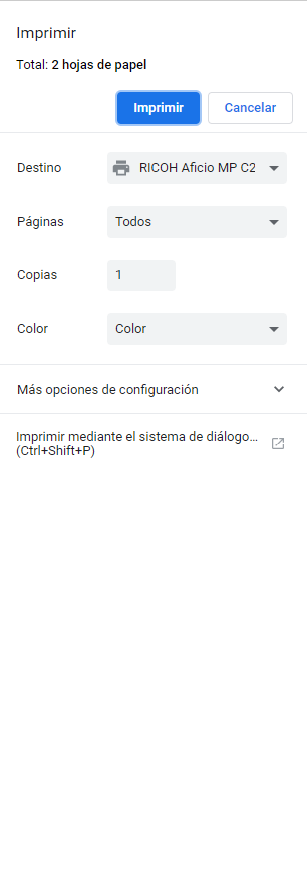 Imprimir
Total: 2 hojas de papel
Imprimir Cancelar
Destino RICOH Aficio MP C2
Páginas Todos
Copias 1
Color Color
Más opciones de configuración
Imprimir mediante el sistema de diálogo...
(Ctrl+Shift+P)